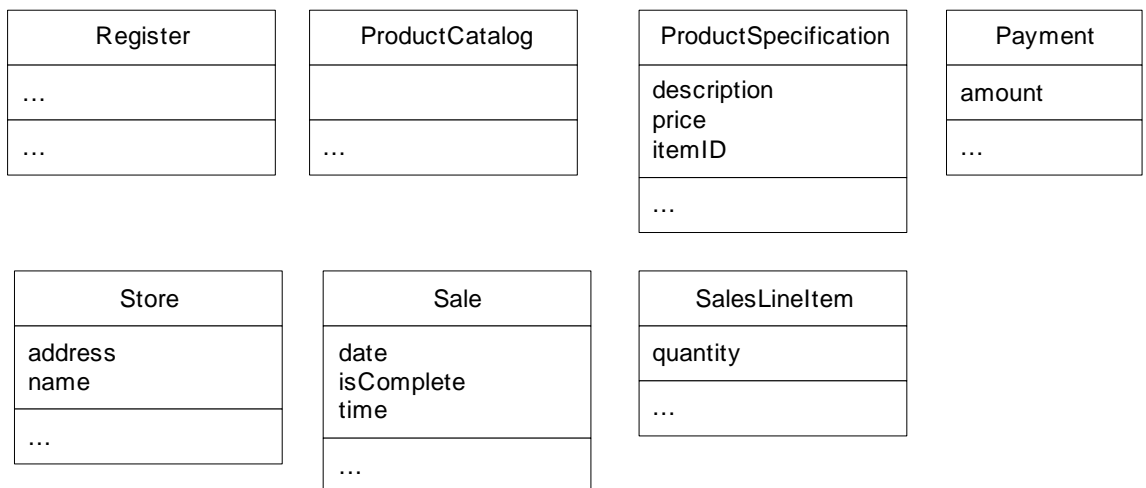 Register
...
...
ProductCatalog
...
ProductSpecification
description
price
itemID
...
Payment
amount
...
Store
address
name
...
Sale
date
isComplete
time
...
SalesLineItem
quantity
...